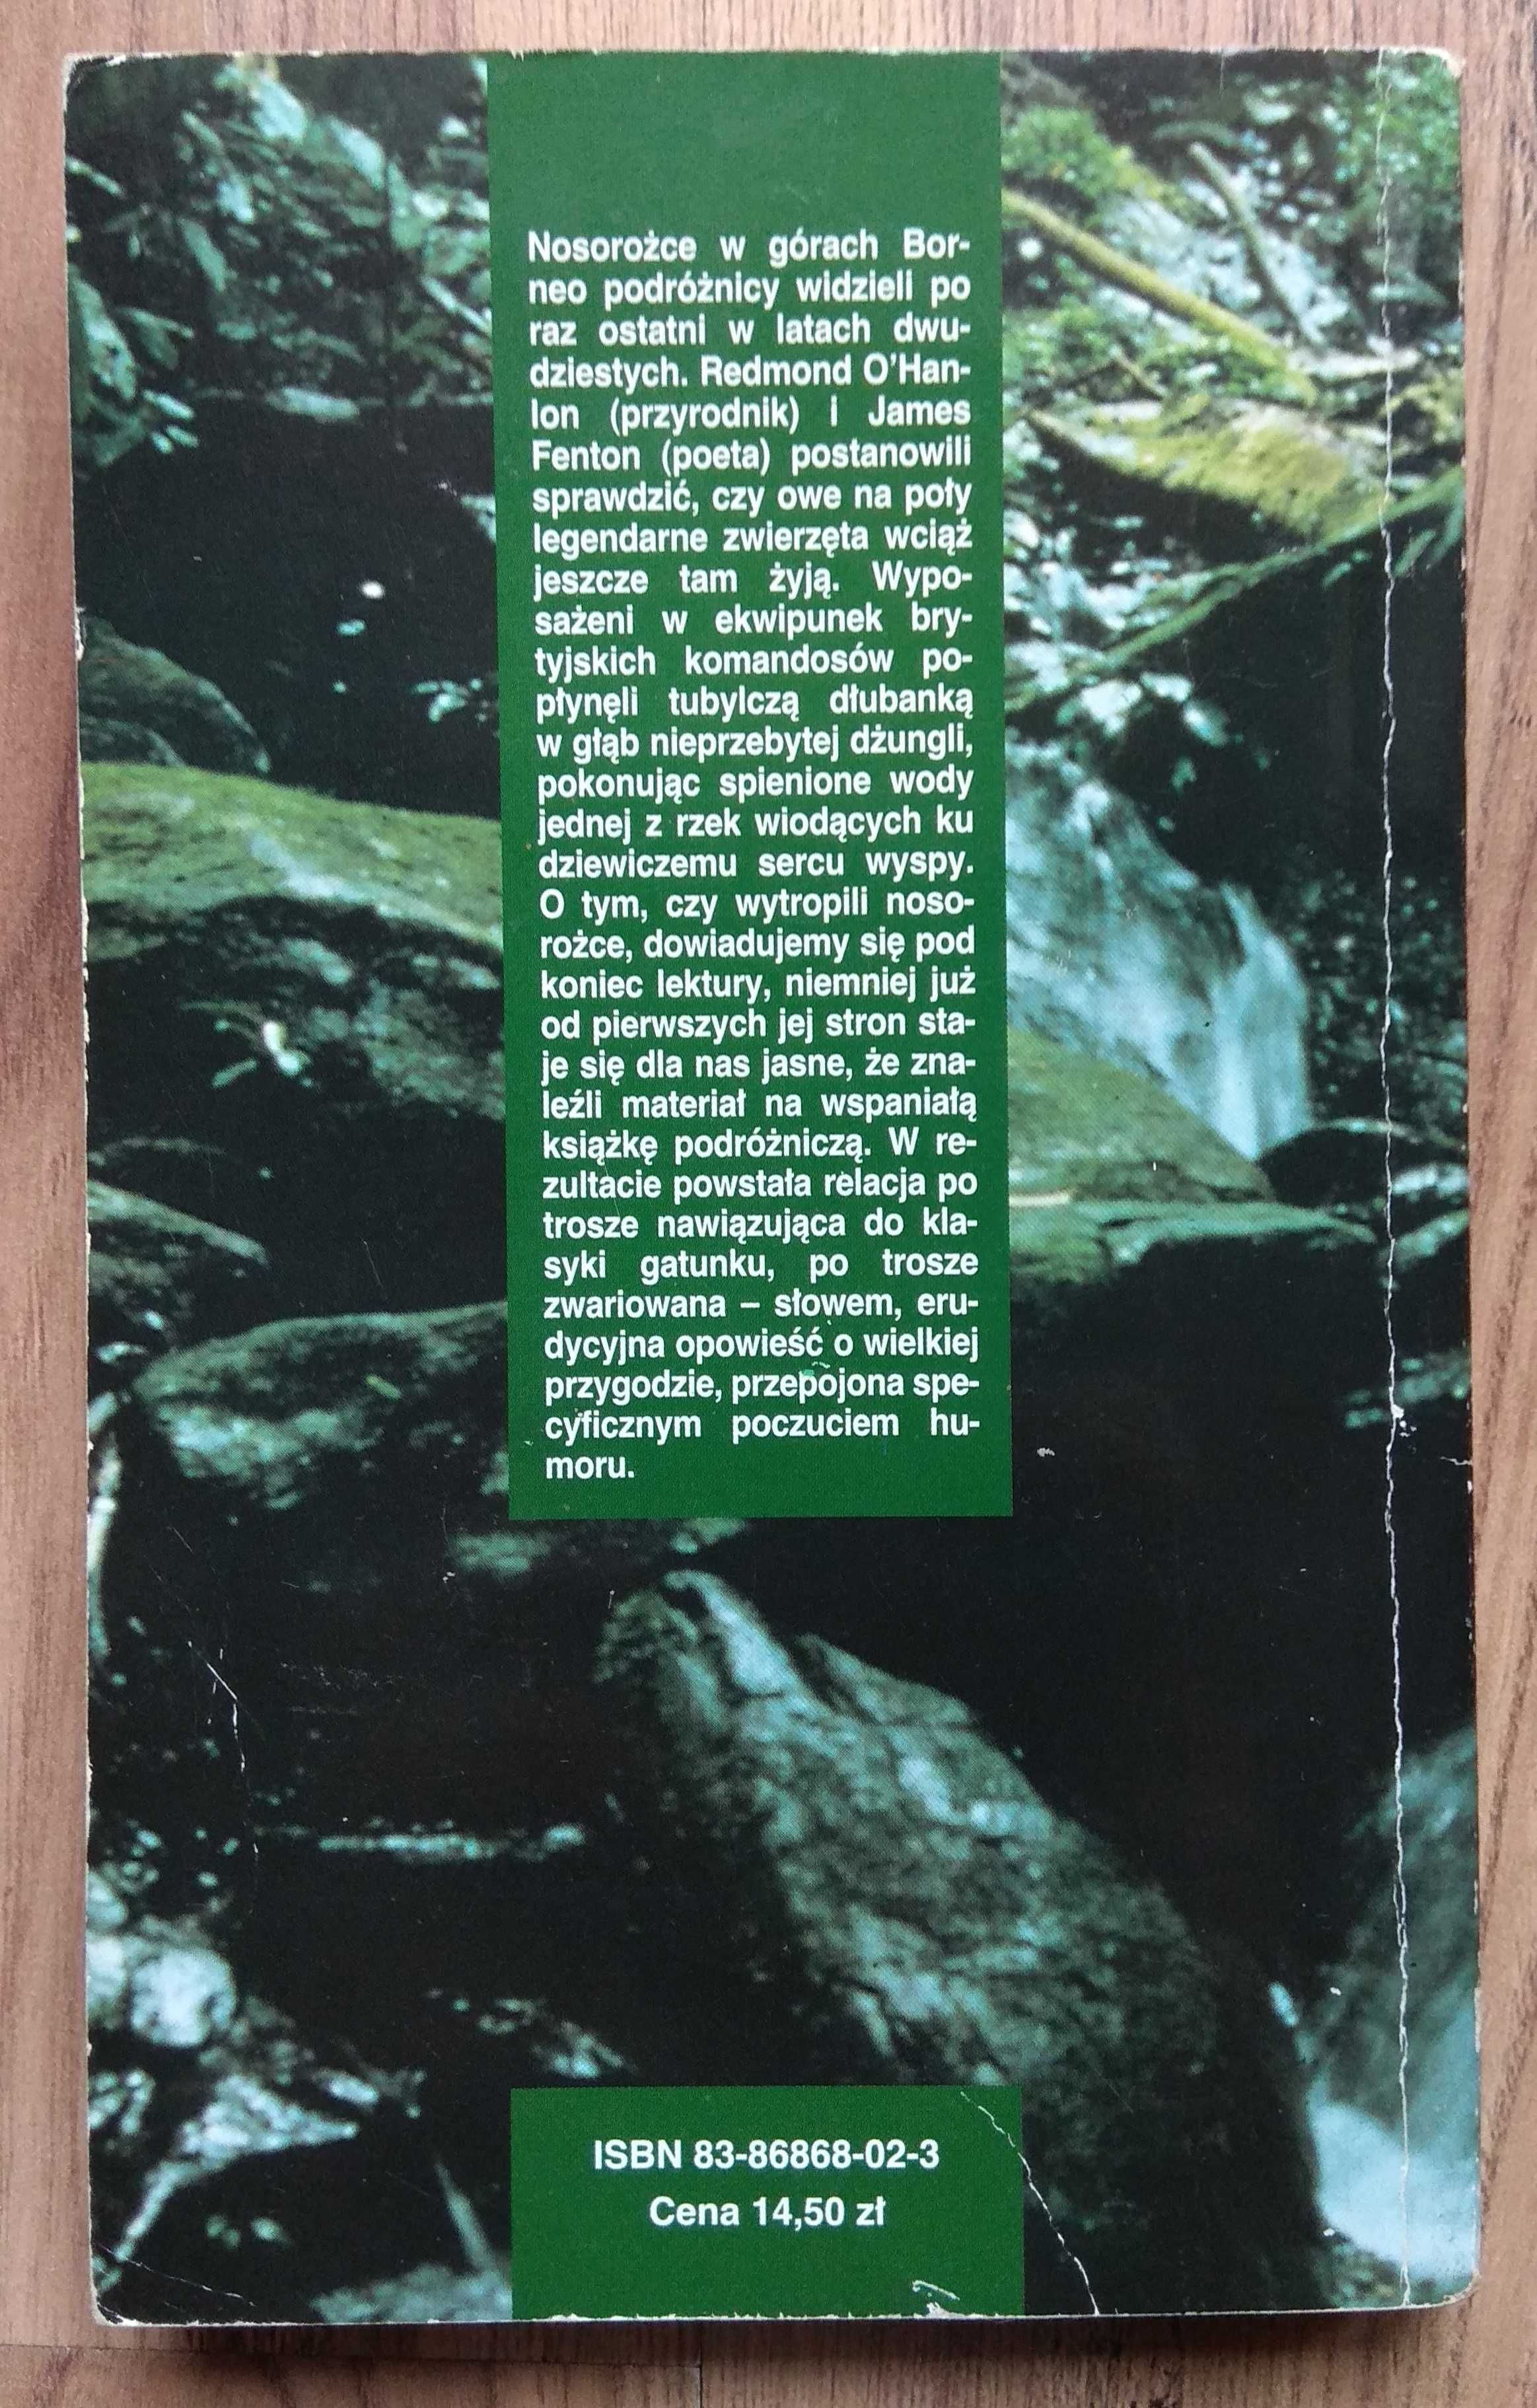 Nosorożce w górach Bor-
neo podróżnicy widzieli po
raz ostatni w latach dwu-
dziestych. Redmond O'Han-
lon (przyrodnik) i James
Fenton (poeta) postanowili
sprawdzić, czy owe na poły
legendarne zwierzęta wciąż
jeszcze tam żyją. Wypo-
sażeni w ekwipunek bry-
tyjskich komandosów po-
płynęli tubylczą dłubanką
w głąb nieprzebytej dżungli,
pokonując spienione wody
jednej z rzek wiodących ku
dziewiczemu sercu wyspy.
O tym, czy wytropili noso-
rożce, dowiadujemy się pod
koniec lektury, niemniej już
od pierwszych jej stron sta-
je się dla nas jasne, że zna-
leźli materiał na wspaniałą
książkę podróżniczą. W re-
zultacie powstała relacja po
trosze nawiązująca do kla-
syki gatunku, po trosze
zwariowana – słowem, eru-
dycyjna opowieść o wielkiej
przygodzie, przepojona spe-
cyficznym poczuciem hu-
moru.
ISBN 83-86868-02-3
Cena 14,50 zł